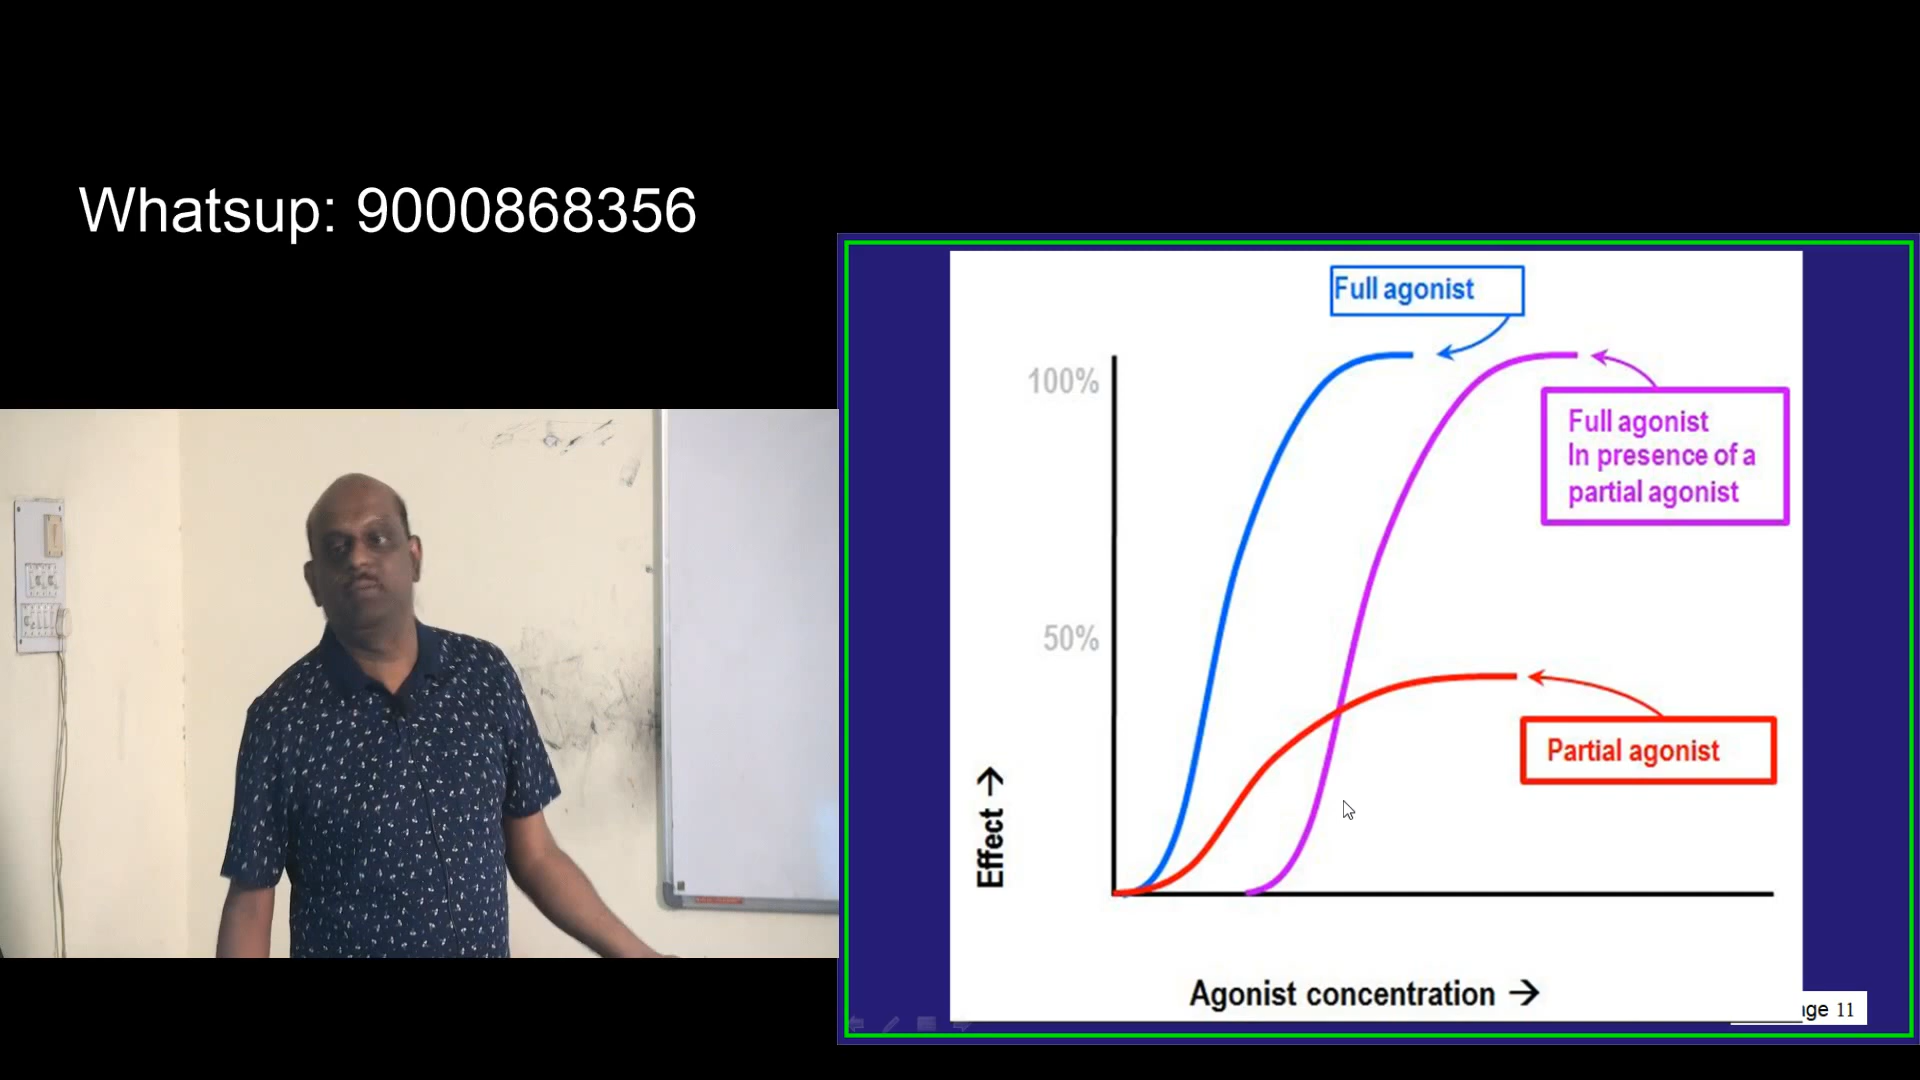 Whatsup: 9000868356
Full agonist
100%
Full agonist
In presence of a
partial agonist
50%
Partial agonist
Effect →
Agonist concentration →
age 11